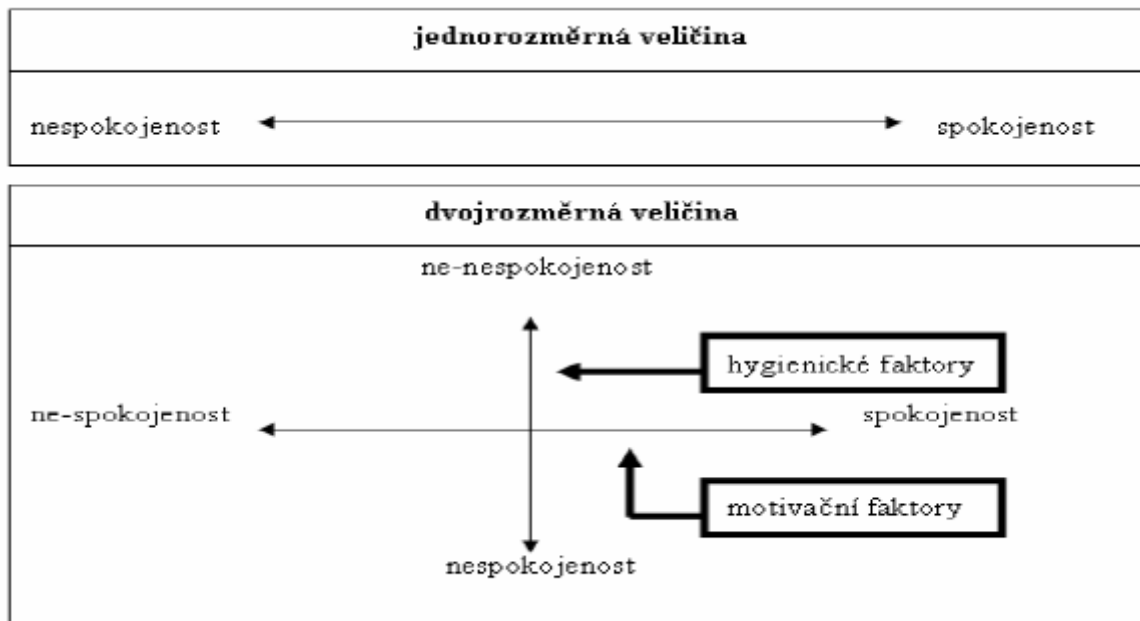 jednorozměrná veličina
nespokojenost
spokojenost
dvojrozměrná veličina
ne-nespokojenost
hygienické faktory
ne-spokojenost
spokojenost
motivační faktory
nespokojenost